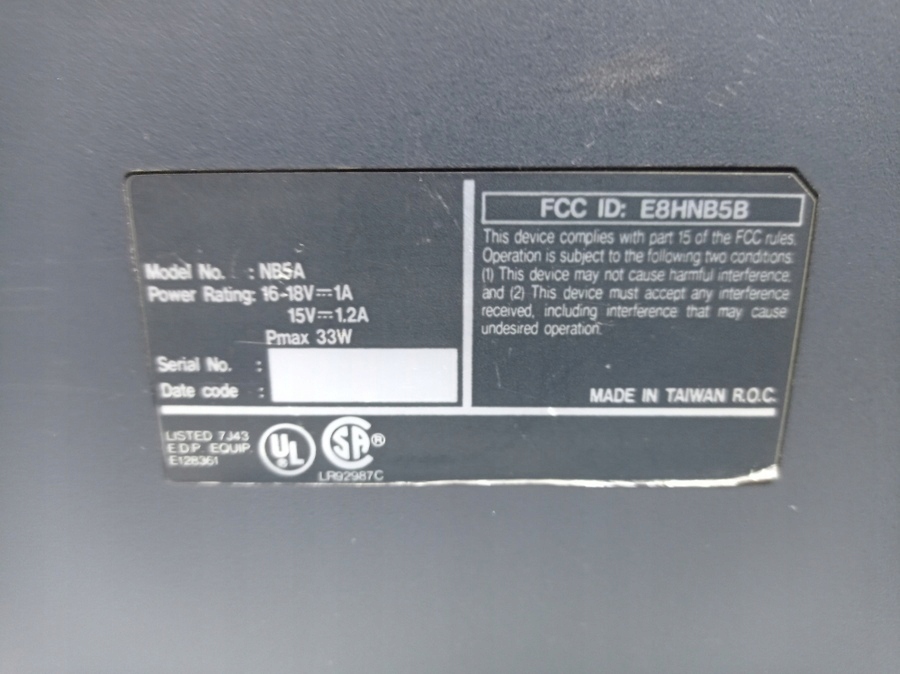 Model No. : NB5A
Power Rating: 16-18V⎓1A
15V⎓1.2A
Pmax 33W
Serial No. :
Date code :
FCC ID: E8HNB5B
This device complies with part 15 of the FCC rules.
Operation is subject to the following two conditions:
(1) This device may not cause harmful interference
and (2) This device must accept any interference
received, including interference that may cause
undesired operation.
MADE IN TAIWAN R.O.C.
LISTED 7J43
E.D.P. EQUIP.
E128361
UL®
SA®
LR92987C